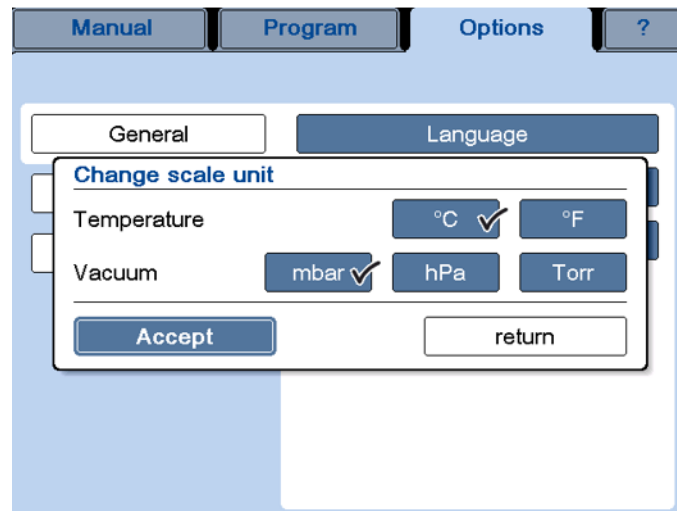 Manual Program Options ?
General Language
Change scale unit
Temperature °C °F
Vacuum mbar hPa Torr
Accept return